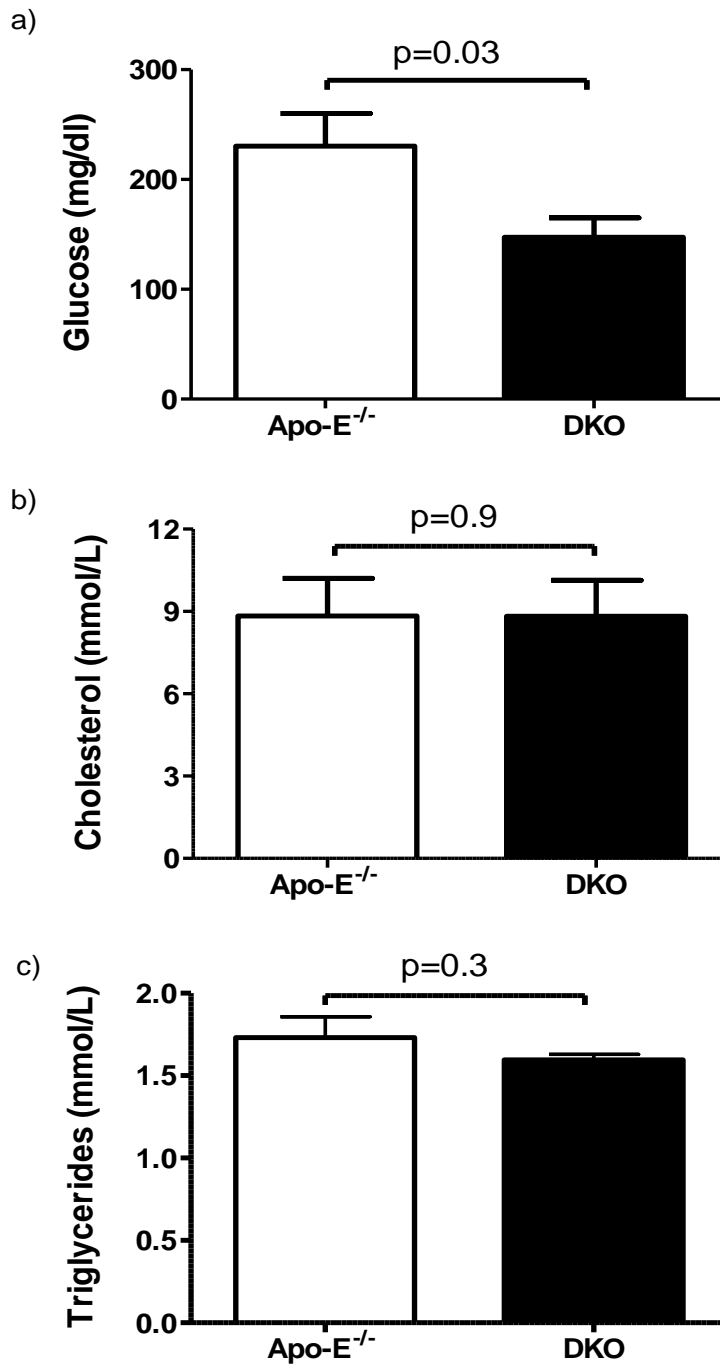 a)
p=0.03
Glucose (mg/dl)
300
200
100
0
Apo-E-/-
DKO
b)
p=0.9
Cholesterol (mmol/L)
12
9
6
3
0
Apo-E-/-
DKO
c)
p=0.3
Triglycerides (mmol/L)
2.0
1.5
1.0
0.5
0.0
Apo-E-/-
DKO